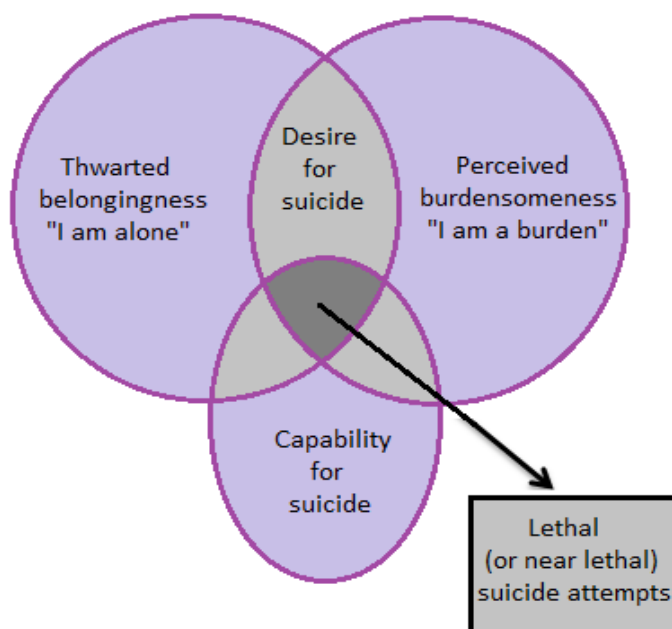 Thwarted
belongingness
"I am alone"
Desire
for
suicide
Perceived
burdensomeness
"I am a burden"
Capability
for
suicide
Lethal
(or near lethal)
suicide attempts